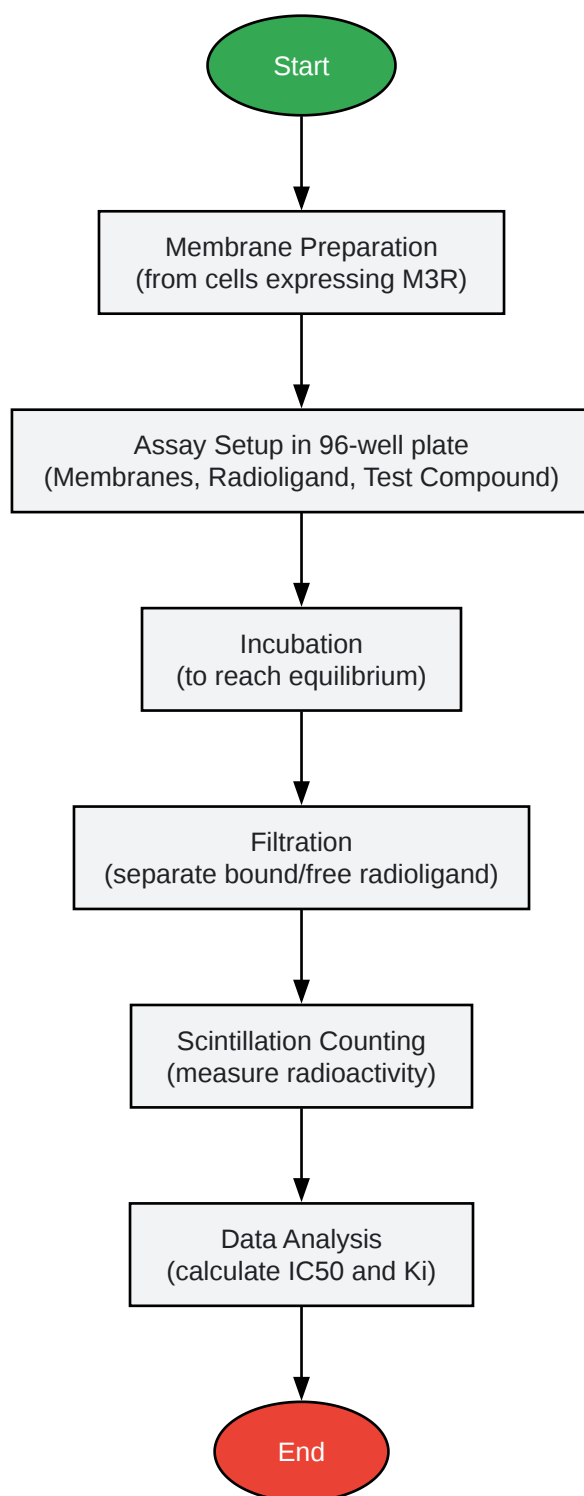 Start
Membrane Preparation
(from cells expressing M3R)
Assay Setup in 96-well plate
(Membranes, Radioligand, Test Compound)
Incubation
(to reach equilibrium)
Filtration
(separate bound/free radioligand)
Scintillation Counting
(measure radioactivity)
Data Analysis
(calculate IC50 and Ki)
End